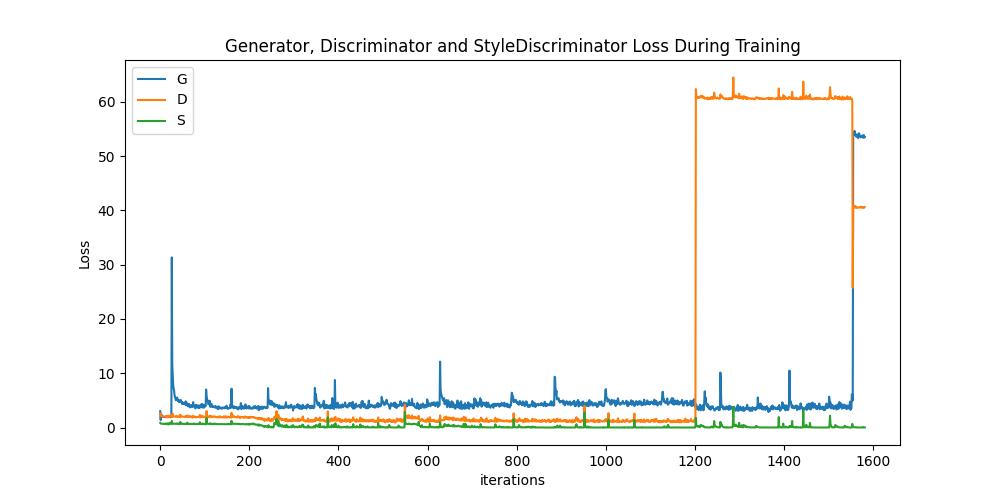 Generator, Discriminator and StyleDiscriminator Loss During Training
G
D
S
Loss
60
50
40
30
20
10
0
0 200 400 600 800 1000 1200 1400 1600
iterations